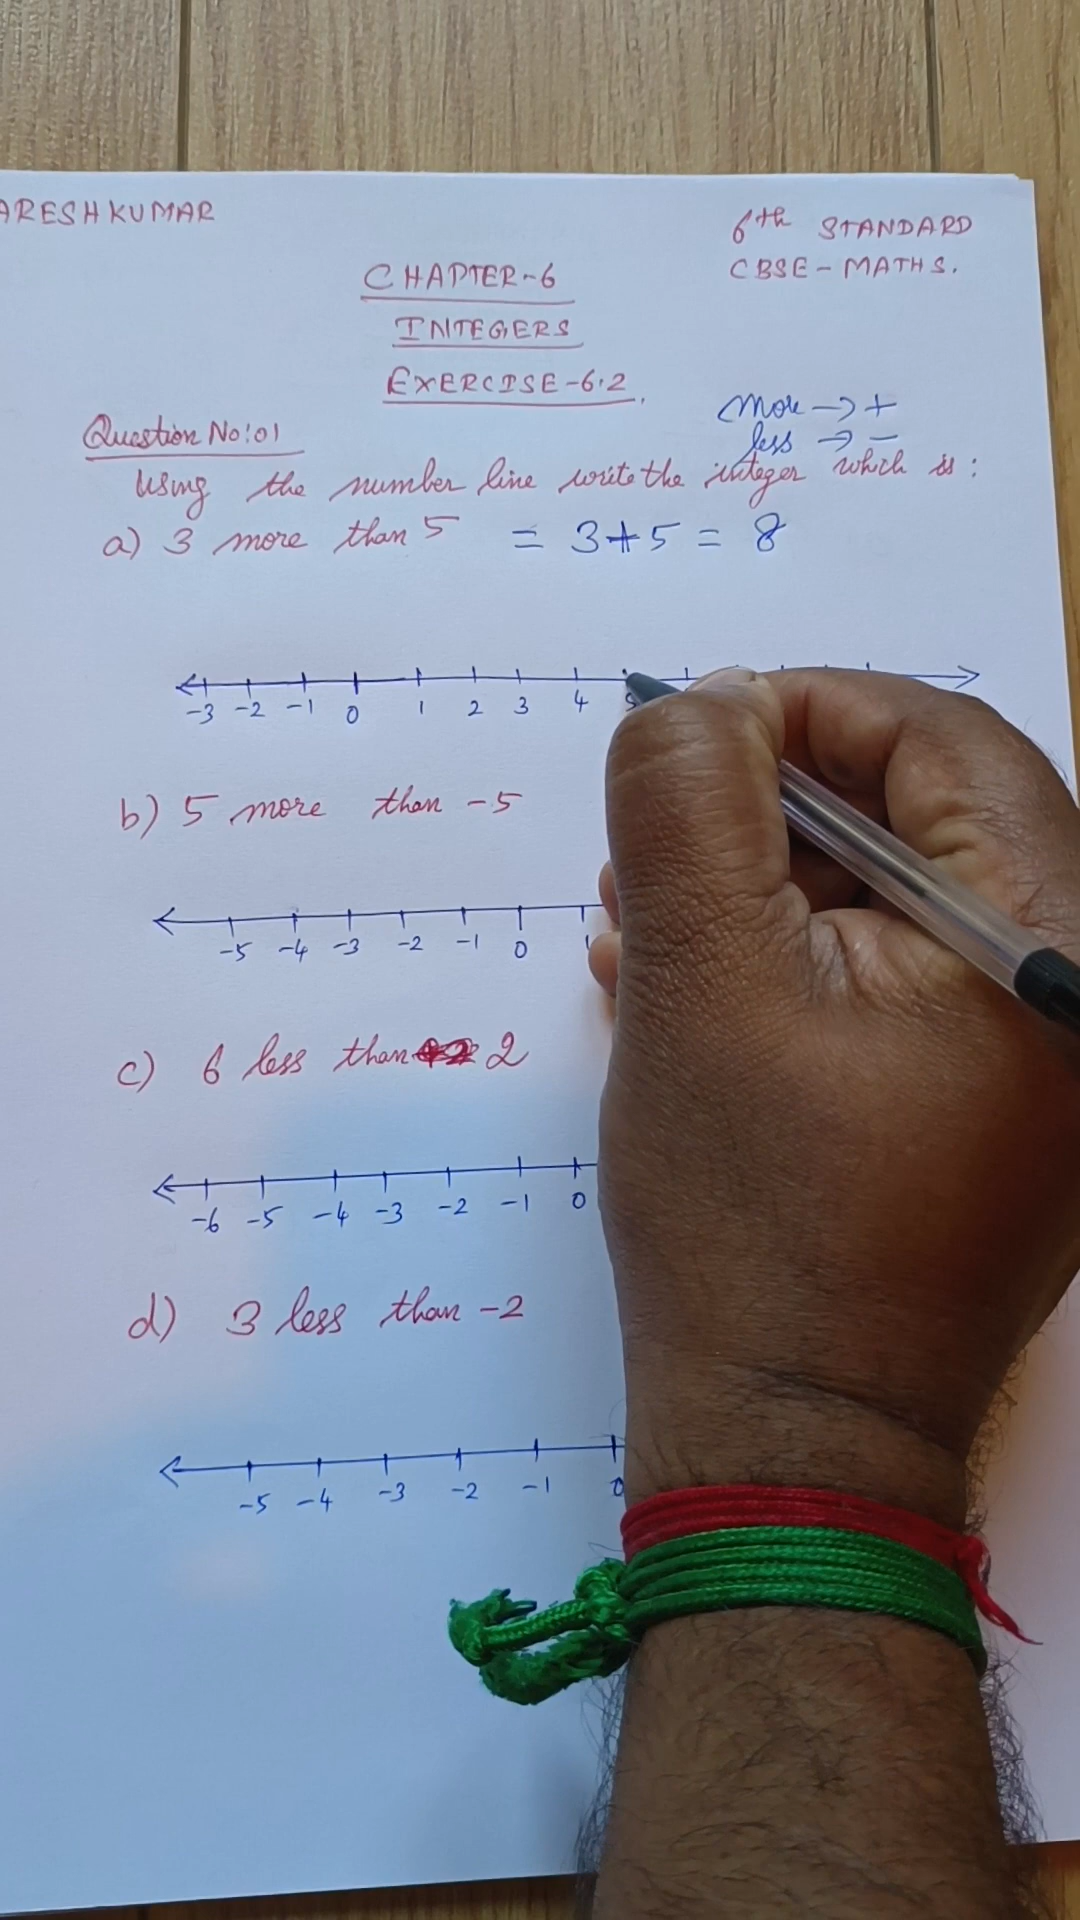 ARESHKUMAR
6th STANDARD
CBSE-MATHS.
CHAPTER-6
INTEGERS
EXERCISE-6.2.
more → +
less → -
Question No:01
Using the number line write the integer which is:
a) 3 more than 5 = 3+5 = 8
-3 -2 -1 0 1 2 3 4 5
b) 5 more than -5
-5 -4 -3 -2 -1 0 1
c) 6 less than 2
-6 -5 -4 -3 -2 -1 0
d) 3 less than -2
-5 -4 -3 -2 -1 0